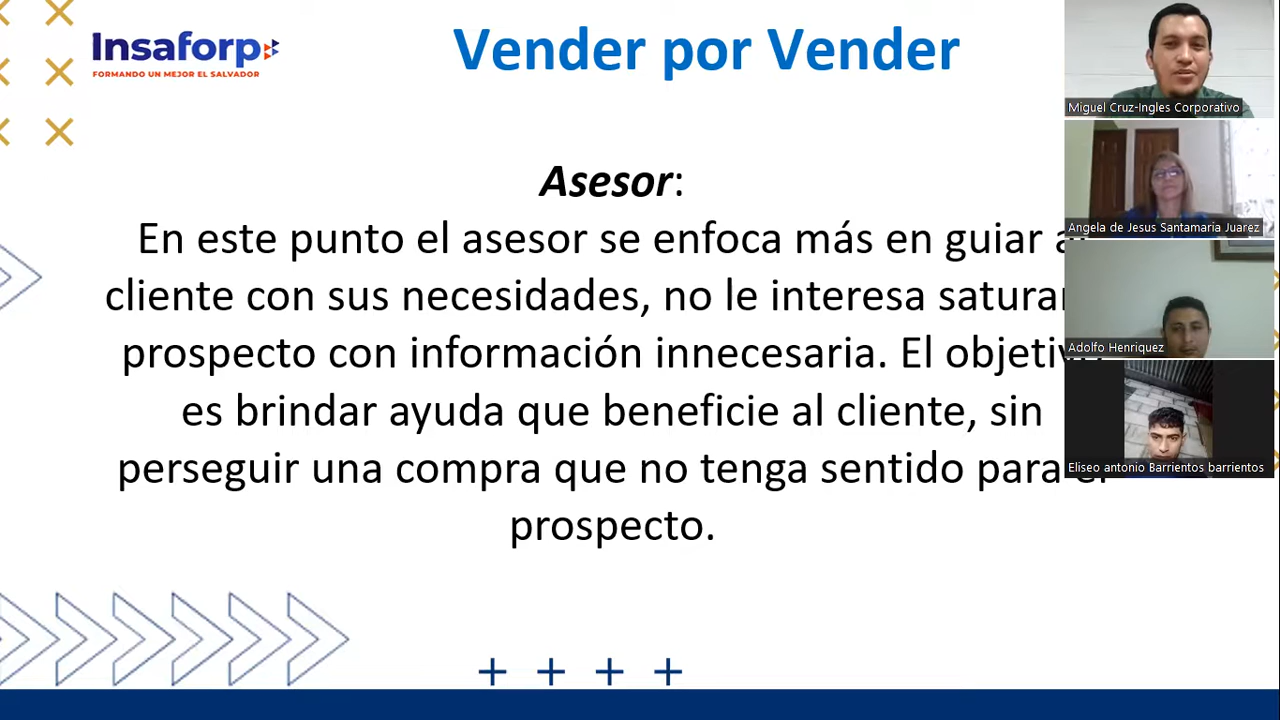 Insaforp
FORMANDO UN MEJOR EL SALVADOR
Vender por Vender
Asesor:
En este punto el asesor se enfoca más en guiar a
cliente con sus necesidades, no le interesa satura
prospecto con información innecesaria. El objetiv
es brindar ayuda que beneficie al cliente, sin
perseguir una compra que no tenga sentido para el
prospecto.
Miguel Cruz-Ingles Corporativo
Angela de Jesus Santamaria Juarez
Adolfo Henriquez
Eliseo antonio Barrientos barrientos